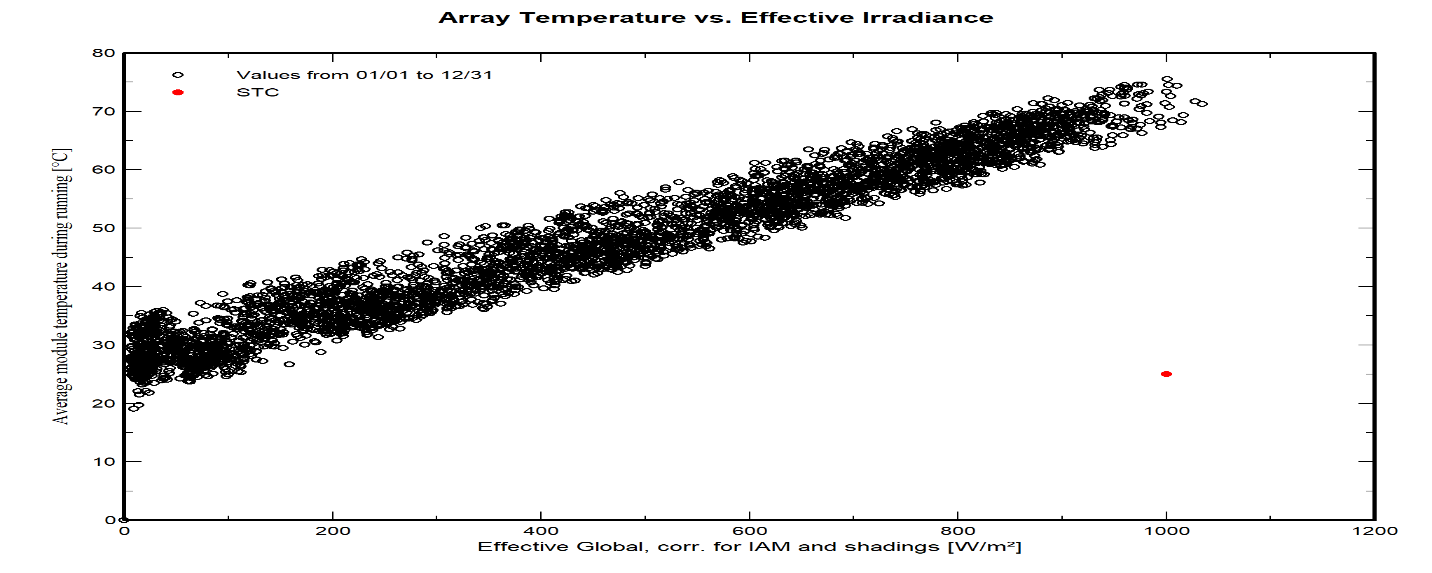 Array Temperature vs. Effective Irradiance
Values from 01/01 to 12/31
STC
Average module temperature during running [°C]
80
70
60
50
40
30
20
10
0
0 200 400 600 800 1000 1200
Effective Global, corr. for IAM and shadings [W/m²]